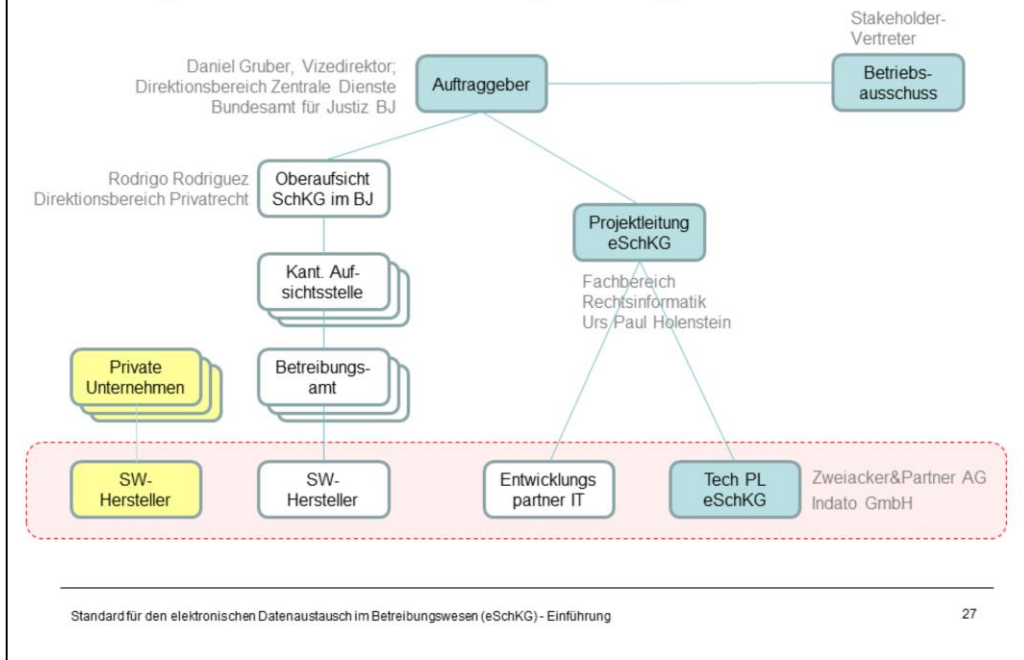 Stakeholder-
Vertreter
Daniel Gruber, Vizedirektor;
Direktionsbereich Zentrale Dienste
Bundesamt für Justiz BJ
Auftraggeber
Betriebs-
ausschuss
Rodrigo Rodriguez
Direktionsbereich Privatrecht
Oberaufsicht
SchKG im BJ
Projektleitung
eSchKG
Kant. Auf-
sichtsstelle
Fachbereich
Rechtsinformatik
Urs Paul Holenstein
Private
Unternehmen
Betreibungs-
amt
SW-
Hersteller
SW-
Hersteller
Entwicklungs
partner IT
Tech PL
eSchKG
Zweiacker&Partner AG
Indato GmbH
Standard für den elektronischen Datenaustausch im Betreibungswesen (eSchKG) - Einführung
27